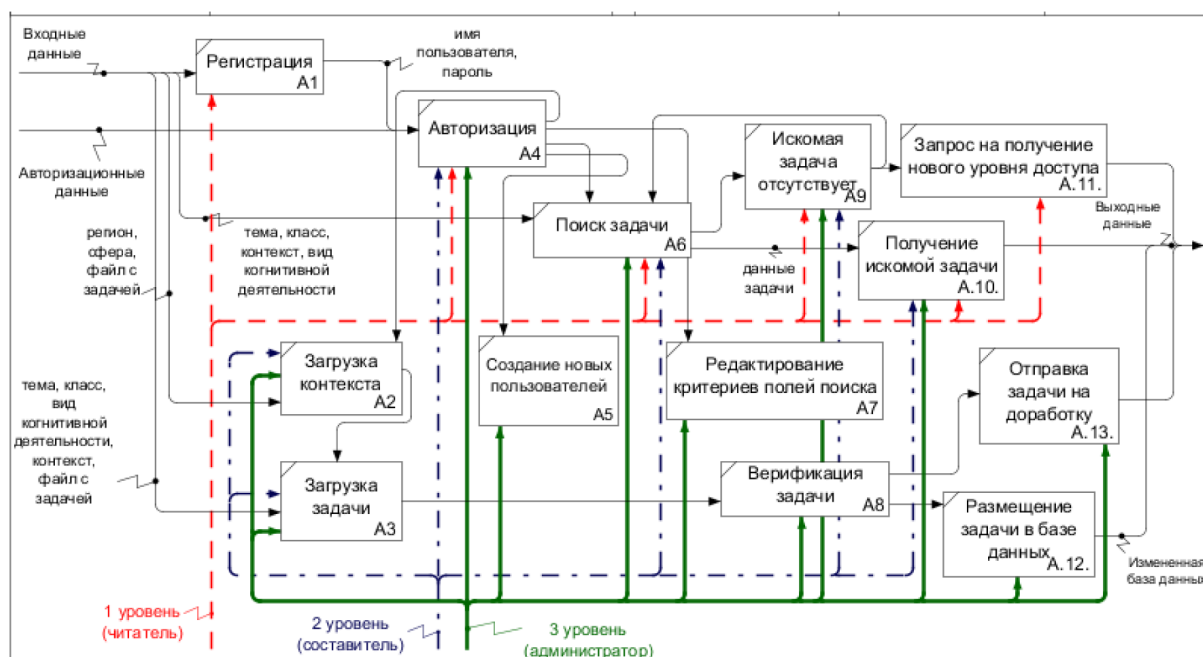 Входные
данные
Регистрация
A1
имя
пользователя,
пароль
Авторизация
A4
Авторизационные
данные
Искомая
задача
отсутствует
A9
Запрос на получение
нового уровня доступа
А.11.
Поиск задачи
A6
Выходные
данные
регион,
сфера,
файл с
задачей
тема, класс,
контекст, вид
когнитивной
деятельности
данные
задачи
Получение
искомой задачи
А.10.
Загрузка
контекста
A2
Создание новых
пользователей
A5
Редактирование
критериев полей поиска
A7
Отправка
задачи на
доработку
А.13.
тема, класс,
вид
когнитивной
деятельности,
контекст,
файл с
задачей
Загрузка
задачи
A3
Верификация
задачи
A8
Размещение
задачи в базе
данных
А.12.
Измененная
база данных
1 уровень
(читатель)
2 уровень
(составитель)
3 уровень
(администратор)